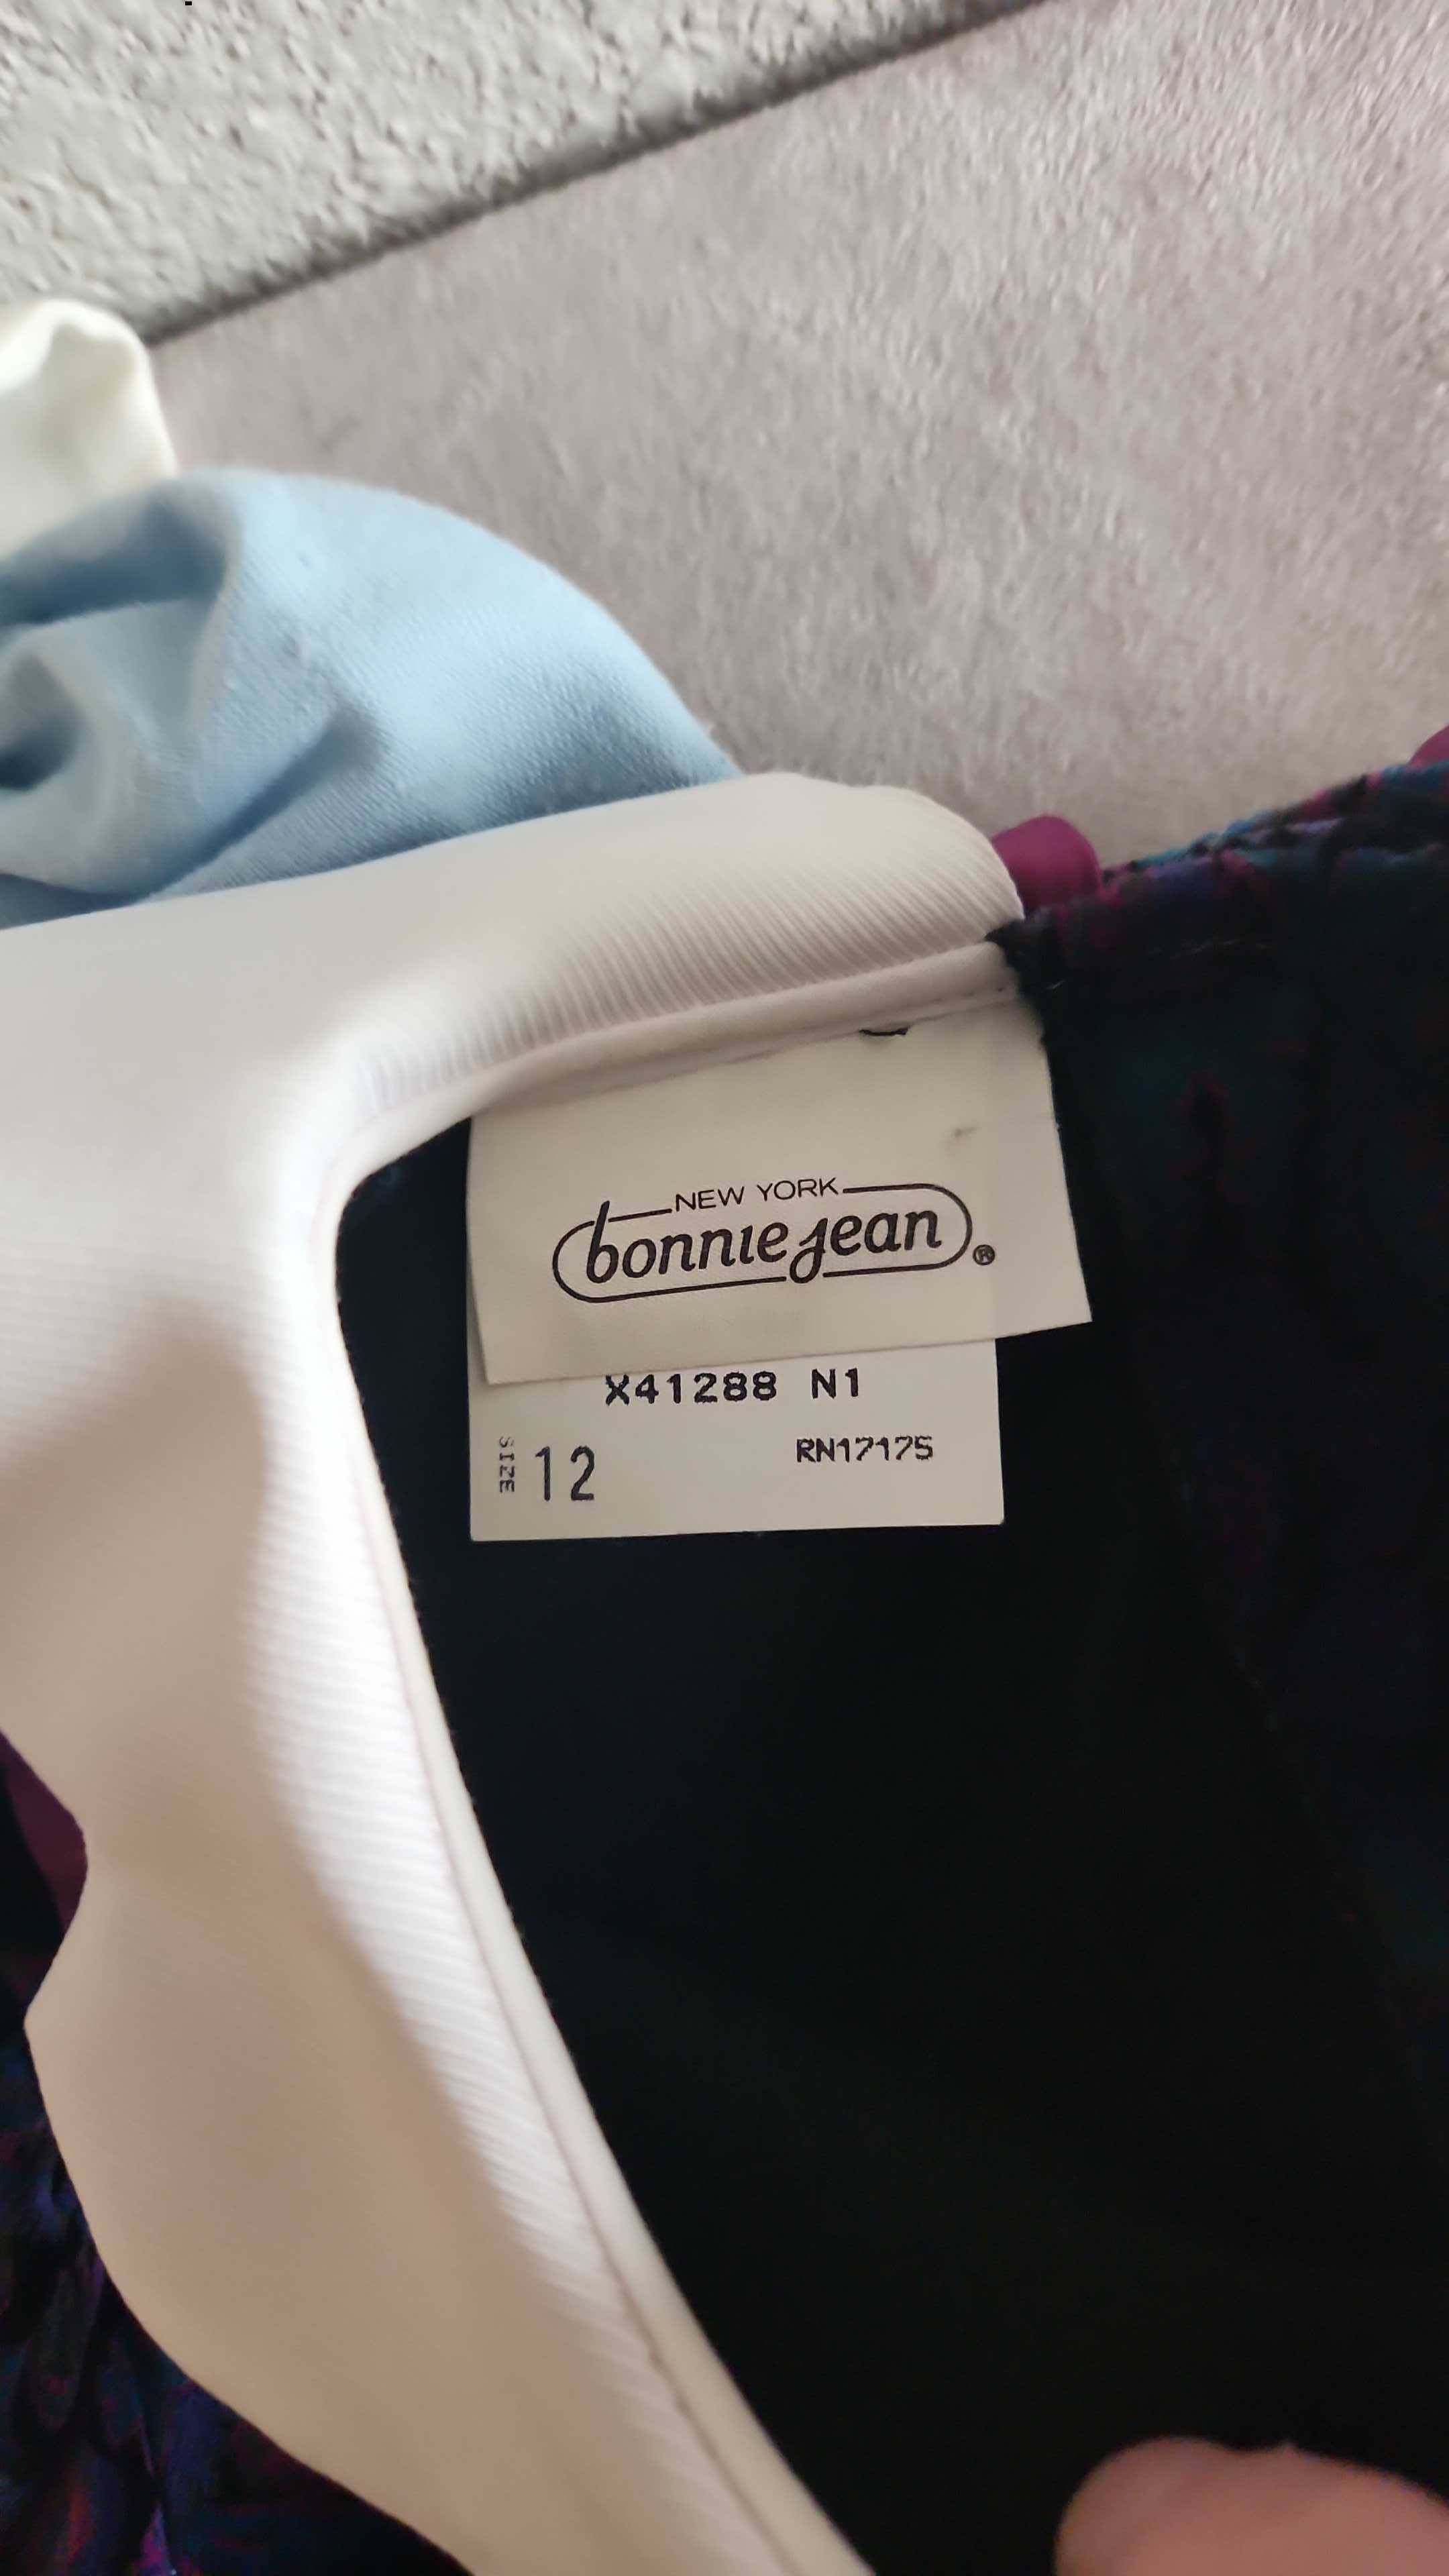 NEW YORK
bonnie jean ®
X41288 N1
SIZE 12
RN17175